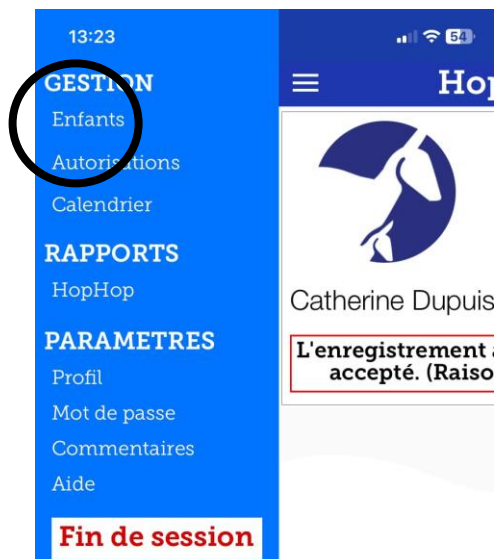 13:23
54
GESTION
Enfants
Autorisations
Calendrier
RAPPORTS
HopHop
PARAMETRES
Profil
Mot de passe
Commentaires
Aide
Fin de session
Hop
Catherine Dupuis
L'enregistrement a
accepté. (Raiso